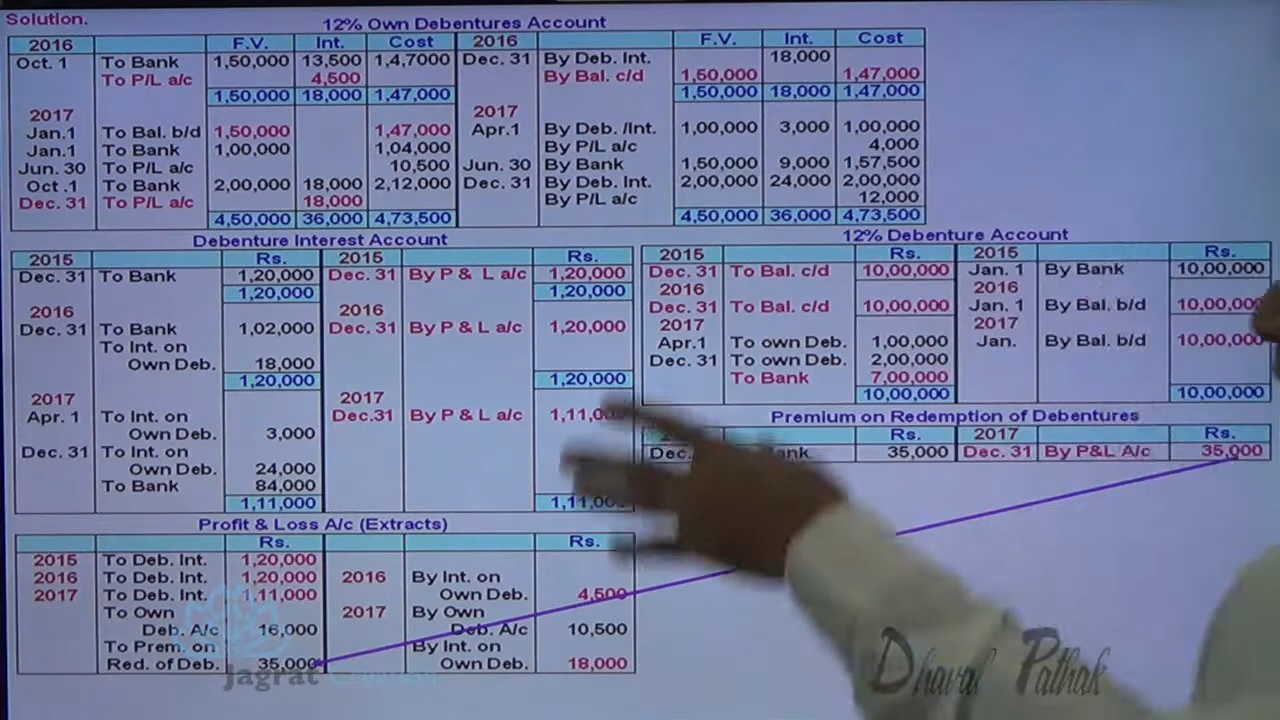 Solution.
12% Own Debentures Account
2016 F.V. Int. Cost 2016 F.V. Int. Cost
Oct. 1 To Bank 1,50,000 13,500 1,4,7000 Dec. 31 By Deb. Int. 18,000
To P/L a/c 4,500 By Bal. c/d 1,50,000 1,47,000
1,50,000 18,000 1,47,000 1,50,000 18,000 1,47,000
2017 2017
Jan.1 To Bal. b/d 1,50,000 1,47,000 Apr.1 By Deb. /Int. 1,00,000 3,000 1,00,000
Jan.1 To Bank 1,00,000 1,04,000 By P/L a/c 4,000
Jun. 30 To P/L a/c 10,500 Jun. 30 By Bank 1,50,000 9,000 1,57,500
Oct .1 To Bank 2,00,000 18,000 2,12,000 Dec. 31 By Deb. Int. 2,00,000 24,000 2,00,000
Dec. 31 To P/L a/c 18,000 By P/L a/c 12,000
4,50,000 36,000 4,73,500 4,50,000 36,000 4,73,500
Debenture Interest Account
2015 Rs. 2015 Rs.
Dec. 31 To Bank 1,20,000 Dec. 31 By P & L a/c 1,20,000
1,20,000 1,20,000
2016 2016
Dec. 31 To Bank 1,02,000 Dec. 31 By P & L a/c 1,20,000
To Int. on
Own Deb. 18,000
1,20,000 1,20,000
2017 2017
Apr. 1 To Int. on Dec.31 By P & L a/c
Own Deb. 3,000
Dec. 31 To Int. on
Own Deb. 24,000
To Bank 84,000
1,11,000
12% Debenture Account
2015 Rs. 2015 Rs.
Dec. 31 To Bal. c/d 10,00,000 Jan. 1 By Bank 10,00,000
2016 2016
Dec. 31 To Bal. c/d 10,00,000 Jan. 1 By Bal. b/d 10,00,000
2017 2017
Apr.1 To own Deb. 1,00,000 Jan. By Bal. b/d 10,00,000
Dec. 31 To own Deb. 2,00,000
To Bank 7,00,000
10,00,000 10,00,000
Premium on Redemption of Debentures
Rs. 2017 Rs.
Dec. 35,000 Dec. 31 By P&L A/c 35,000
Profit & Loss A/c (Extracts)
Rs. Rs.
2015 To Deb. Int. 1,20,000
2016 To Deb. Int. 1,20,000 2016 By Int. on
2017 To Deb. Int. 1,11,000 Own Deb. 4,500
To Own 2017 By Own
Deb. A/c 16,000 Deb. A/c 10,500
To Prem. on By Int. on
Red. of Deb. 35,000 Own Deb. 18,000
Jagrat
Dhaval Pathak